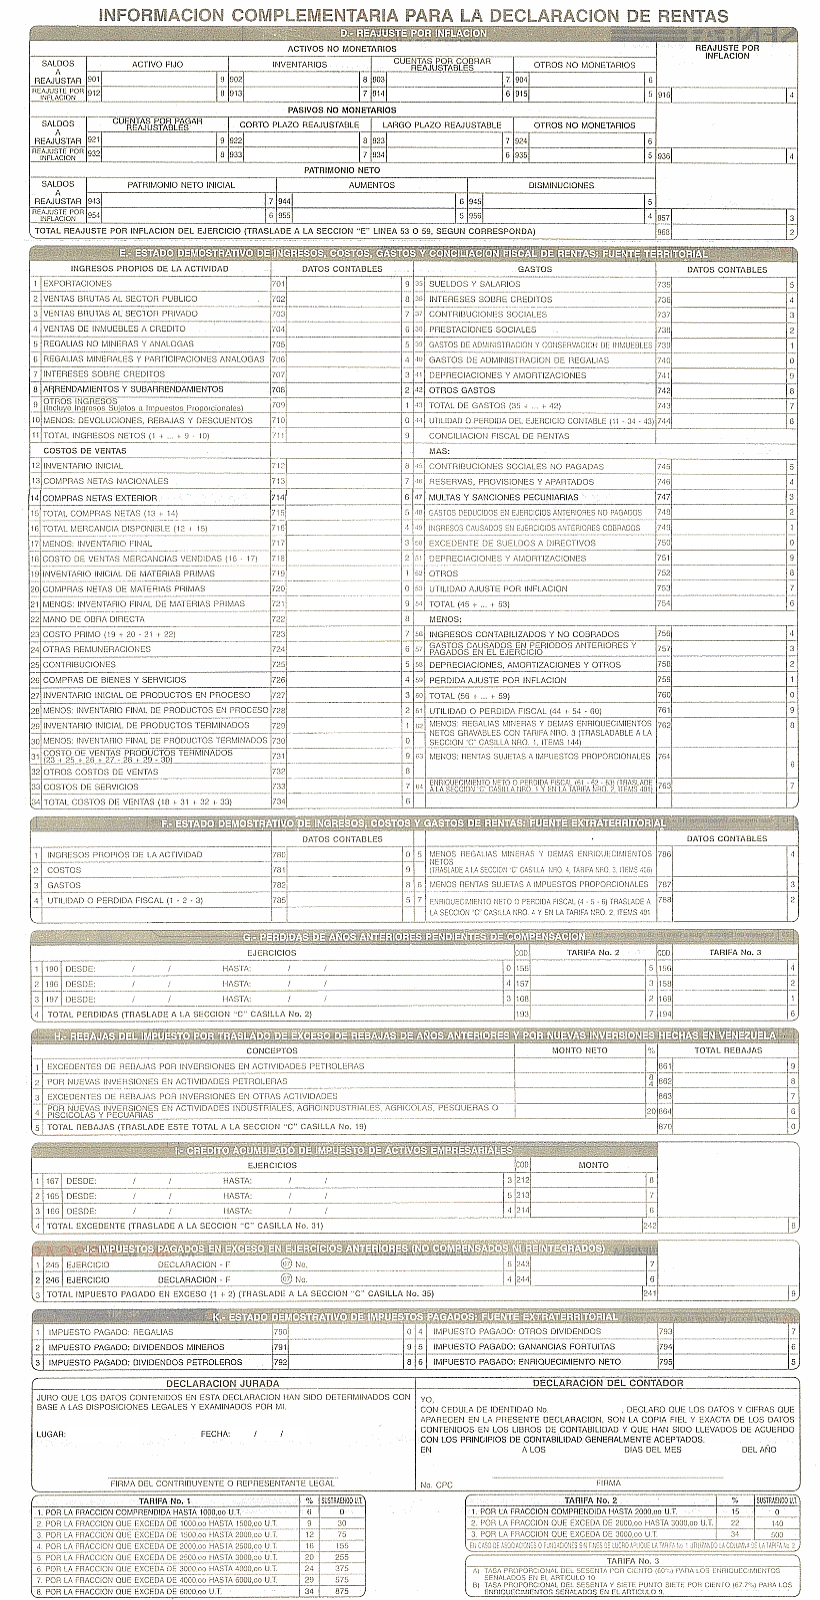 INFORMACION COMPLEMENTARIA PARA LA DECLARACION DE RENTAS
D.- REAJUSTE POR INFLACION
ACTIVOS NO MONETARIOS
REAJUSTE POR INFLACION
SALDOS A REAJUSTAR ACTIVO FIJO INVENTARIOS CUENTAS POR COBRAR REAJUSTABLES OTROS NO MONETARIOS
901 9 902 8 903 7 904 6
REAJUSTE POR INFLACION 912 8 913 7 914 6 915 5 916 4
PASIVOS NO MONETARIOS
SALDOS A REAJUSTAR CUENTAS POR PAGAR REAJUSTABLES CORTO PLAZO REAJUSTABLE LARGO PLAZO REAJUSTABLE OTROS NO MONETARIOS
921 9 922 8 923 7 924 6
REAJUSTE POR INFLACION 932 8 933 7 934 6 935 5 936 4
PATRIMONIO NETO
SALDOS A REAJUSTAR PATRIMONIO NETO INICIAL AUMENTOS DISMINUCIONES
943 7 944 6 945 5
REAJUSTE POR INFLACION 954 6 955 5 956 4 957 3
TOTAL REAJUSTE POR INFLACION DEL EJERCICIO (TRASLADE A LA SECCION "E" LINEA 53 O 59, SEGUN CORRESPONDA) 968 2
E.- ESTADO DEMOSTRATIVO DE INGRESOS, COSTOS, GASTOS Y CONCILIACION FISCAL DE RENTAS: FUENTE TERRITORIAL
INGRESOS PROPIOS DE LA ACTIVIDAD DATOS CONTABLES GASTOS DATOS CONTABLES
1 EXPORTACIONES 701 9 35 SUELDOS Y SALARIOS 735 5
2 VENTAS BRUTAS AL SECTOR PUBLICO 702 8 36 INTERESES SOBRE CREDITOS 736 4
3 VENTAS BRUTAS AL SECTOR PRIVADO 703 7 37 CONTRIBUCIONES SOCIALES 737 3
4 VENTAS DE INMUEBLES A CREDITO 704 6 38 PRESTACIONES SOCIALES 738 2
5 REGALIAS NO MINERAS Y ANALOGAS 705 5 39 GASTOS DE ADMINISTRACION Y CONSERVACION DE INMUEBLES 739 1
6 REGALIAS MINERALES Y PARTICIPACIONES ANALOGAS 706 4 40 GASTOS DE ADMINISTRACION DE REGALIAS 740 0
7 INTERESES SOBRE CREDITOS 707 3 41 DEPRECIACIONES Y AMORTIZACIONES 741 9
8 ARRENDAMIENTOS Y SUBARRENDAMIENTOS 708 2 42 OTROS GASTOS 742 8
9 OTROS INGRESOS (Incluye Ingresos Sujetos a Impuestos Proporcionales) 709 1 43 TOTAL DE GASTOS (35 + ... + 42) 743 7
10 MENOS: DEVOLUCIONES, REBAJAS Y DESCUENTOS 710 0 44 UTILIDAD O PERDIDA DEL EJERCICIO CONTABLE (11 - 34 - 43) 744 6
11 TOTAL INGRESOS NETOS (1 + ... + 9 - 10) 711 9 CONCILIACION FISCAL DE RENTAS
COSTOS DE VENTAS MAS:
12 INVENTARIO INICIAL 712 8 45 CONTRIBUCIONES SOCIALES NO PAGADAS 745 5
13 COMPRAS NETAS NACIONALES 713 7 46 RESERVAS, PROVISIONES Y APARTADOS 746 4
14 COMPRAS NETAS EXTERIOR 714 6 47 MULTAS Y SANCIONES PECUNIARIAS 747 3
15 TOTAL COMPRAS NETAS (13 + 14) 715 5 48 GASTOS DEDUCIDOS EN EJERCICIOS ANTERIORES NO PAGADOS 748 2
16 TOTAL MERCANCIA DISPONIBLE (12 + 15) 716 4 49 INGRESOS CAUSADOS EN EJERCICIOS ANTERIORES COBRADOS 749 1
17 MENOS: INVENTARIO FINAL 717 3 50 EXCEDENTE DE SUELDOS A DIRECTIVOS 750 0
18 COSTO DE VENTAS MERCANCIAS VENDIDAS (16 - 17) 718 2 51 DEPRECIACIONES Y AMORTIZACIONES 751 9
19 INVENTARIO INICIAL DE MATERIAS PRIMAS 719 1 52 OTROS 752 8
20 COMPRAS NETAS DE MATERIAS PRIMAS 720 0 53 UTILIDAD AJUSTE POR INFLACION 753 7
21 MENOS: INVENTARIO FINAL DE MATERIAS PRIMAS 721 9 54 TOTAL (45 + ... + 53) 754 6
22 MANO DE OBRA DIRECTA 722 8 MENOS:
23 COSTO PRIMO (19 + 20 - 21 + 22) 723 7 56 INGRESOS CONTABILIZADOS Y NO COBRADOS 756 4
24 OTRAS REMUNERACIONES 724 6 57 GASTOS CAUSADOS EN PERIODOS ANTERIORES Y PAGADOS EN EL EJERCICIO 757 3
25 CONTRIBUCIONES 725 5 58 DEPRECIACIONES, AMORTIZACIONES Y OTROS 758 2
26 COMPRAS DE BIENES Y SERVICIOS 726 4 59 PERDIDA AJUSTE POR INFLACION 759 1
27 INVENTARIO INICIAL DE PRODUCTOS EN PROCESO 727 3 60 TOTAL (56 + ... + 59) 760 0
28 MENOS: INVENTARIO FINAL DE PRODUCTOS EN PROCESO 728 2 61 UTILIDAD O PERDIDA FISCAL (44 + 54 - 60) 761 9
29 INVENTARIO INICIAL DE PRODUCTOS TERMINADOS 729 1 62 MENOS: REGALIAS MINERAS Y DEMAS ENRIQUECIMIENTOS NETOS GRAVABLES CON TARIFA NRO. 3 (TRASLADABLE A LA SECCION "C" CASILLA NRO. 1, ITEMS 144) 762 8
30 MENOS: INVENTARIO FINAL DE PRODUCTOS TERMINADOS 730 0
31 COSTO DE VENTAS PRODUCTOS TERMINADOS (23 + 25 + 26 + 27 - 28 + 29 - 30) 731 9 63 MENOS: RENTAS SUJETAS A IMPUESTOS PROPORCIONALES 764 6
32 OTROS COSTOS DE VENTAS 732 8
33 COSTOS DE SERVICIOS 733 7 64 ENRIQUECIMIENTO NETO O PERDIDA FISCAL (61 - 62 - 63) (TRASLADE A LA SECCION "C" CASILLA NRO. 1 Y EN LA TARIFA NRO. 2, ITEMS 401) 763 7
34 TOTAL COSTOS DE VENTAS (18 + 31 + 32 + 33) 734 6
F.- ESTADO DEMOSTRATIVO DE INGRESOS, COSTOS Y GASTOS DE RENTAS: FUENTE EXTRATERRITORIAL
DATOS CONTABLES DATOS CONTABLES
1 INGRESOS PROPIOS DE LA ACTIVIDAD 780 0 5 MENOS REGALIAS MINERAS Y DEMAS ENRIQUECIMIENTOS NETOS (TRASLADE A LA SECCION "C" CASILLA NRO. 4, TARIFA NRO. 3, ITEMS 406) 786 4
2 COSTOS 781 9
3 GASTOS 782 8 6 MENOS RENTAS SUJETAS A IMPUESTOS PROPORCIONALES 787 3
4 UTILIDAD O PERDIDA FISCAL (1 - 2 - 3) 785 5 7 ENRIQUECIMIENTO NETO O PERDIDA FISCAL (4 - 5 - 6) TRASLADE A LA SECCION "C" CASILLA NRO. 4 Y EN LA TARIFA NRO. 2, ITEMS 401 788 2
G.- PERDIDAS DE AÑOS ANTERIORES PENDIENTES DE COMPENSACION
EJERCICIOS COD. TARIFA No. 2 COD. TARIFA No. 3
1 190 DESDE: / / HASTA: / / 0 155 5 156 4
2 196 DESDE: / / HASTA: / / 4 157 3 158 2
3 197 DESDE: / / HASTA: / / 3 168 2 169 1
4 TOTAL PERDIDAS (TRASLADE A LA SECCION "C" CASILLA No. 2) 193 7 194 6
H.- REBAJAS DEL IMPUESTO POR TRASLADO DE EXCESO DE REBAJAS DE AÑOS ANTERIORES Y POR NUEVAS INVERSIONES HECHAS EN VENEZUELA
CONCEPTOS MONTO NETO % TOTAL REBAJAS
1 EXCEDENTES DE REBAJAS POR INVERSIONES EN ACTIVIDADES PETROLERAS 661 9
2 POR NUEVAS INVERSIONES EN ACTIVIDADES PETROLERAS 8 4 662 8
3 EXCEDENTES DE REBAJAS POR INVERSIONES EN OTRAS ACTIVIDADES 663 7
4 POR NUEVAS INVERSIONES EN ACTIVIDADES INDUSTRIALES, AGROINDUSTRIALES, AGRICOLAS, PESQUERAS O PISCICOLAS Y PECUARIAS 20 664 6
5 TOTAL REBAJAS (TRASLADE ESTE TOTAL A LA SECCION "C" CASILLA No. 19) 670 0
I.- CREDITO ACUMULADO DE IMPUESTO DE ACTIVOS EMPRESARIALES
EJERCICIOS COD. MONTO
1 167 DESDE: / / HASTA: / / 3 212 8
2 165 DESDE: / / HASTA: / / 5 213 7
3 166 DESDE: / / HASTA: / / 4 214 6
4 TOTAL EXCEDENTE (TRASLADE A LA SECCION "C" CASILLA No. 31) 242 8
J.- IMPUESTOS PAGADOS EN EXCESO EN EJERCICIOS ANTERIORES (NO COMPENSADOS NI REINTEGRADOS)
1 245 EJERCICIO DECLARACION - F 07 No. 5 243 7
2 246 EJERCICIO DECLARACION - F 07 No. 4 244 6
3 TOTAL IMPUESTO PAGADO EN EXCESO (1 + 2) (TRASLADE A LA SECCION "C" CASILLA No. 35) 241 9
K.- ESTADO DEMOSTRATIVO DE IMPUESTOS PAGADOS: FUENTE EXTRATERRITORIAL
1 IMPUESTO PAGADO: REGALIAS 790 0 4 IMPUESTO PAGADO: OTROS DIVIDENDOS 793 7
2 IMPUESTO PAGADO: DIVIDENDOS MINEROS 791 9 5 IMPUESTO PAGADO: GANANCIAS FORTUITAS 794 6
3 IMPUESTO PAGADO: DIVIDENDOS PETROLEROS 792 8 6 IMPUESTO PAGADO: ENRIQUECIMIENTO NETO 795 5
DECLARACION JURADA
JURO QUE LOS DATOS CONTENIDOS EN ESTA DECLARACION HAN SIDO DETERMINADOS CON
BASE A LAS DISPOSICIONES LEGALES Y EXAMINADOS POR MI.
LUGAR: FECHA: / /
FIRMA DEL CONTRIBUYENTE O REPRESENTANTE LEGAL
DECLARACION DEL CONTADOR
YO,
CON CEDULA DE IDENTIDAD No. , DECLARO QUE LOS DATOS Y CIFRAS QUE
APARECEN EN LA PRESENTE DECLARACION, SON LA COPIA FIEL Y EXACTA DE LOS DATOS
CONTENIDOS EN LOS LIBROS DE CONTABILIDAD Y QUE HAN SIDO LLEVADOS DE ACUERDO
CON LOS PRINCIPIOS DE CONTABILIDAD GENERALMENTE ACEPTADOS.
EN A LOS DIAS DEL MES DEL AÑO
No. CPC FIRMA
TARIFA No. 1 % SUSTRAENDO U.T.
1. POR LA FRACCION COMPRENDIDA HASTA 1000,oo U.T. 6 0
2. POR LA FRACCION QUE EXCEDA DE 1000,oo HASTA 1500,oo U.T. 9 30
3. POR LA FRACCION QUE EXCEDA DE 1500,oo HASTA 2000,oo U.T. 12 75
4. POR LA FRACCION QUE EXCEDA DE 2000,oo HASTA 2500,oo U.T. 16 155
5. POR LA FRACCION QUE EXCEDA DE 2500,oo HASTA 3000,oo U.T. 20 255
6. POR LA FRACCION QUE EXCEDA DE 3000,oo HASTA 4000,oo U.T. 24 375
7. POR LA FRACCION QUE EXCEDA DE 4000,oo HASTA 6000,oo U.T. 29 575
8. POR LA FRACCION QUE EXCEDA DE 6000,oo U.T. 34 875
TARIFA No. 2 % SUSTRAENDO U.T.
1. POR LA FRACCION COMPRENDIDA HASTA 2000,oo U.T. 15 0
2. POR LA FRACCION QUE EXCEDA DE 2000,oo HASTA 3000,oo U.T. 22 140
3. POR LA FRACCION QUE EXCEDA DE 3000,oo U.T. 34 500
EN CASO DE ASOCIACIONES O FUNDACIONES SIN FINES DE LUCRO APLIQUE LA TARIFA No. 1 UTILIZANDO LA COLUMNA DE LA TARIFA No. 2
TARIFA No. 3
A) TASA PROPORCIONAL DEL SESENTA POR CIENTO (60%) PARA LOS ENRIQUECIMIENTOS
SEÑALADOS EN EL ARTICULO 10
B) TASA PROPORCIONAL DEL SESENTA Y SIETE PUNTO SIETE POR CIENTO (67.7%) PARA LOS
ENRIQUECIMIENTOS SEÑALADOS EN EL ARTICULO 9.